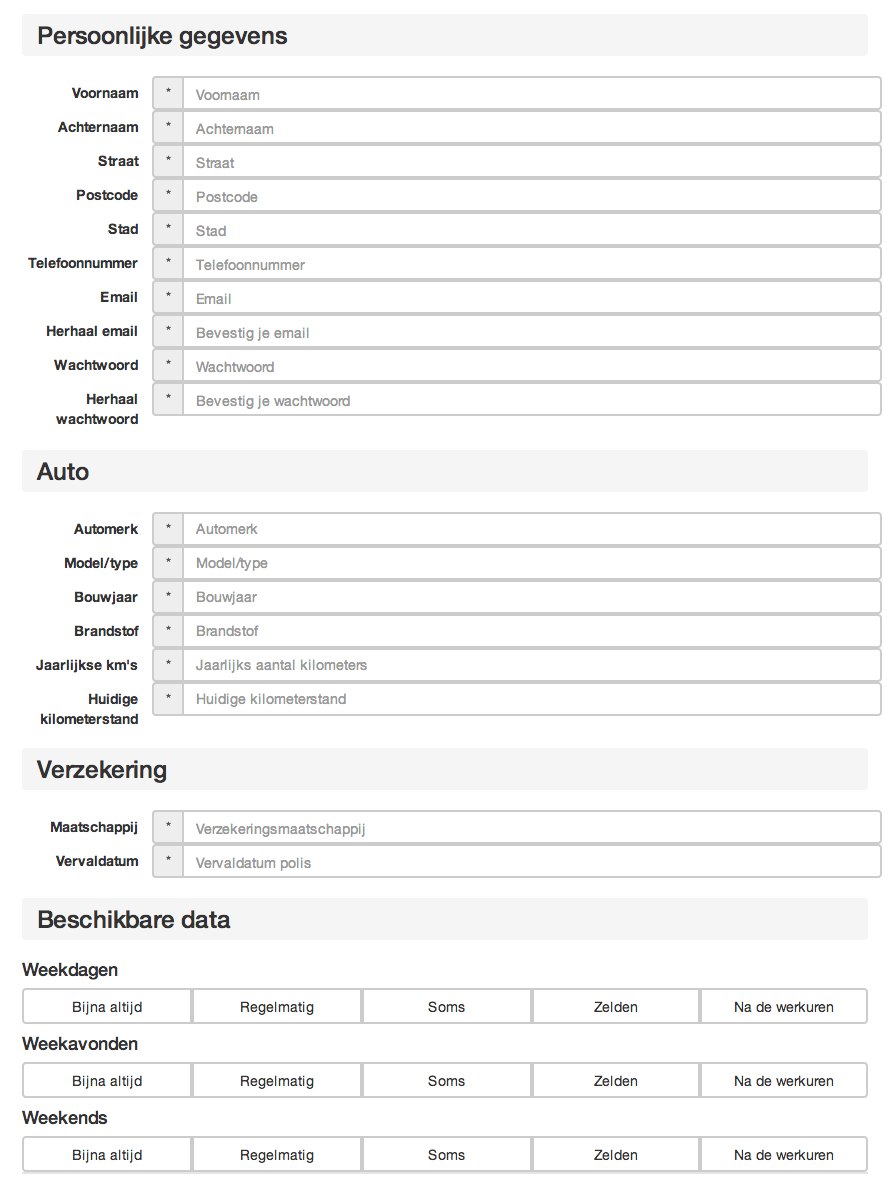 Persoonlijke gegevens
Voornaam * Voornaam
Achternaam * Achternaam
Straat * Straat
Postcode * Postcode
Stad * Stad
Telefoonnummer * Telefoonnummer
Email * Email
Herhaal email * Bevestig je email
Wachtwoord * Wachtwoord
Herhaal * Bevestig je wachtwoord
wachtwoord
Auto
Automerk * Automerk
Model/type * Model/type
Bouwjaar * Bouwjaar
Brandstof * Brandstof
Jaarlijkse km's * Jaarlijks aantal kilometers
Huidige * Huidige kilometerstand
kilometerstand
Verzekering
Maatschappij * Verzekeringsmaatschappij
Vervaldatum * Vervaldatum polis
Beschikbare data
Weekdagen
Bijna altijd Regelmatig Soms Zelden Na de werkuren
Weekavonden
Bijna altijd Regelmatig Soms Zelden Na de werkuren
Weekends
Bijna altijd Regelmatig Soms Zelden Na de werkuren